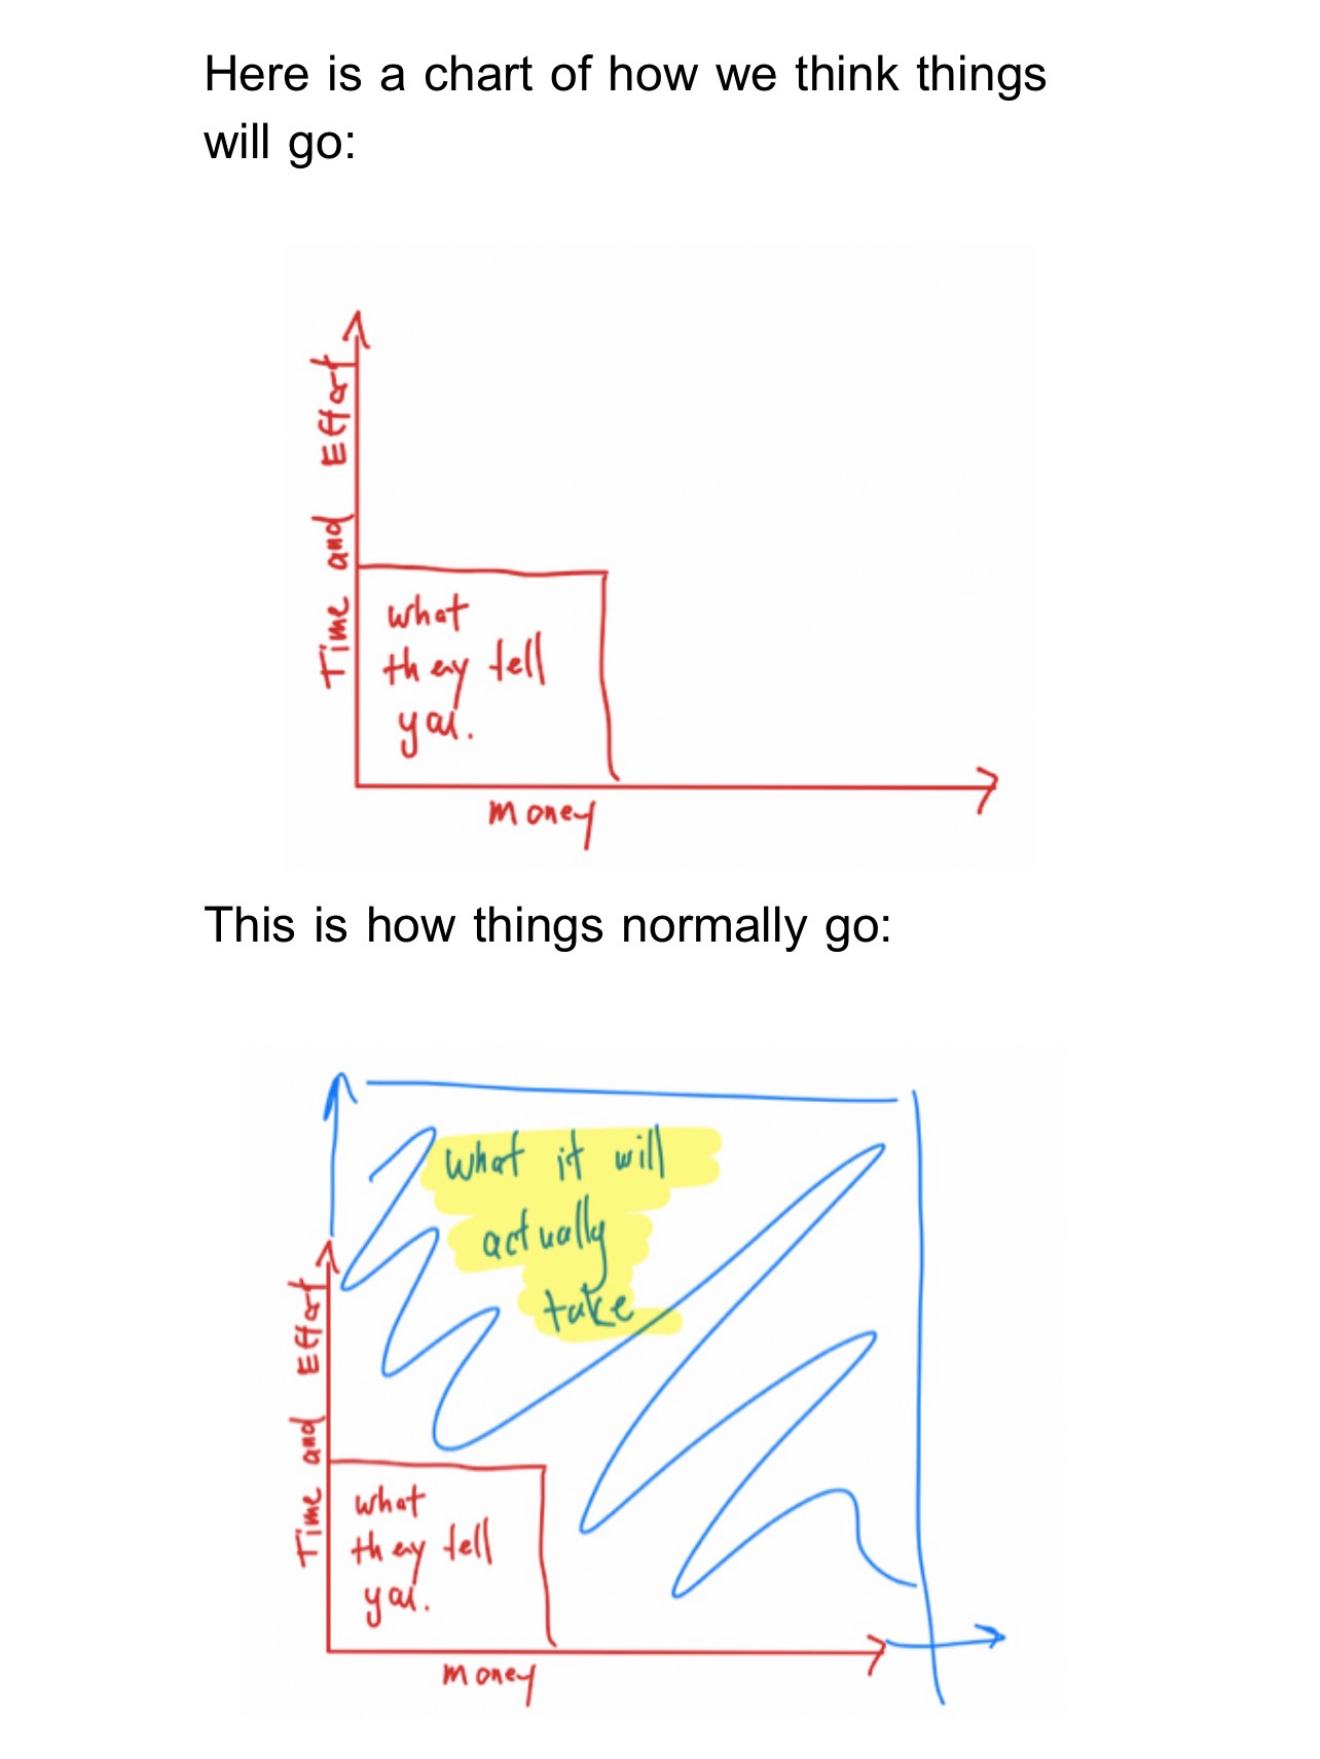 Here is a chart of how we think things
will go:
Time and Effort
what
they tell
you.
money
This is how things normally go:
what it will
actually
take
Time and Effort
what
they tell
you.
money